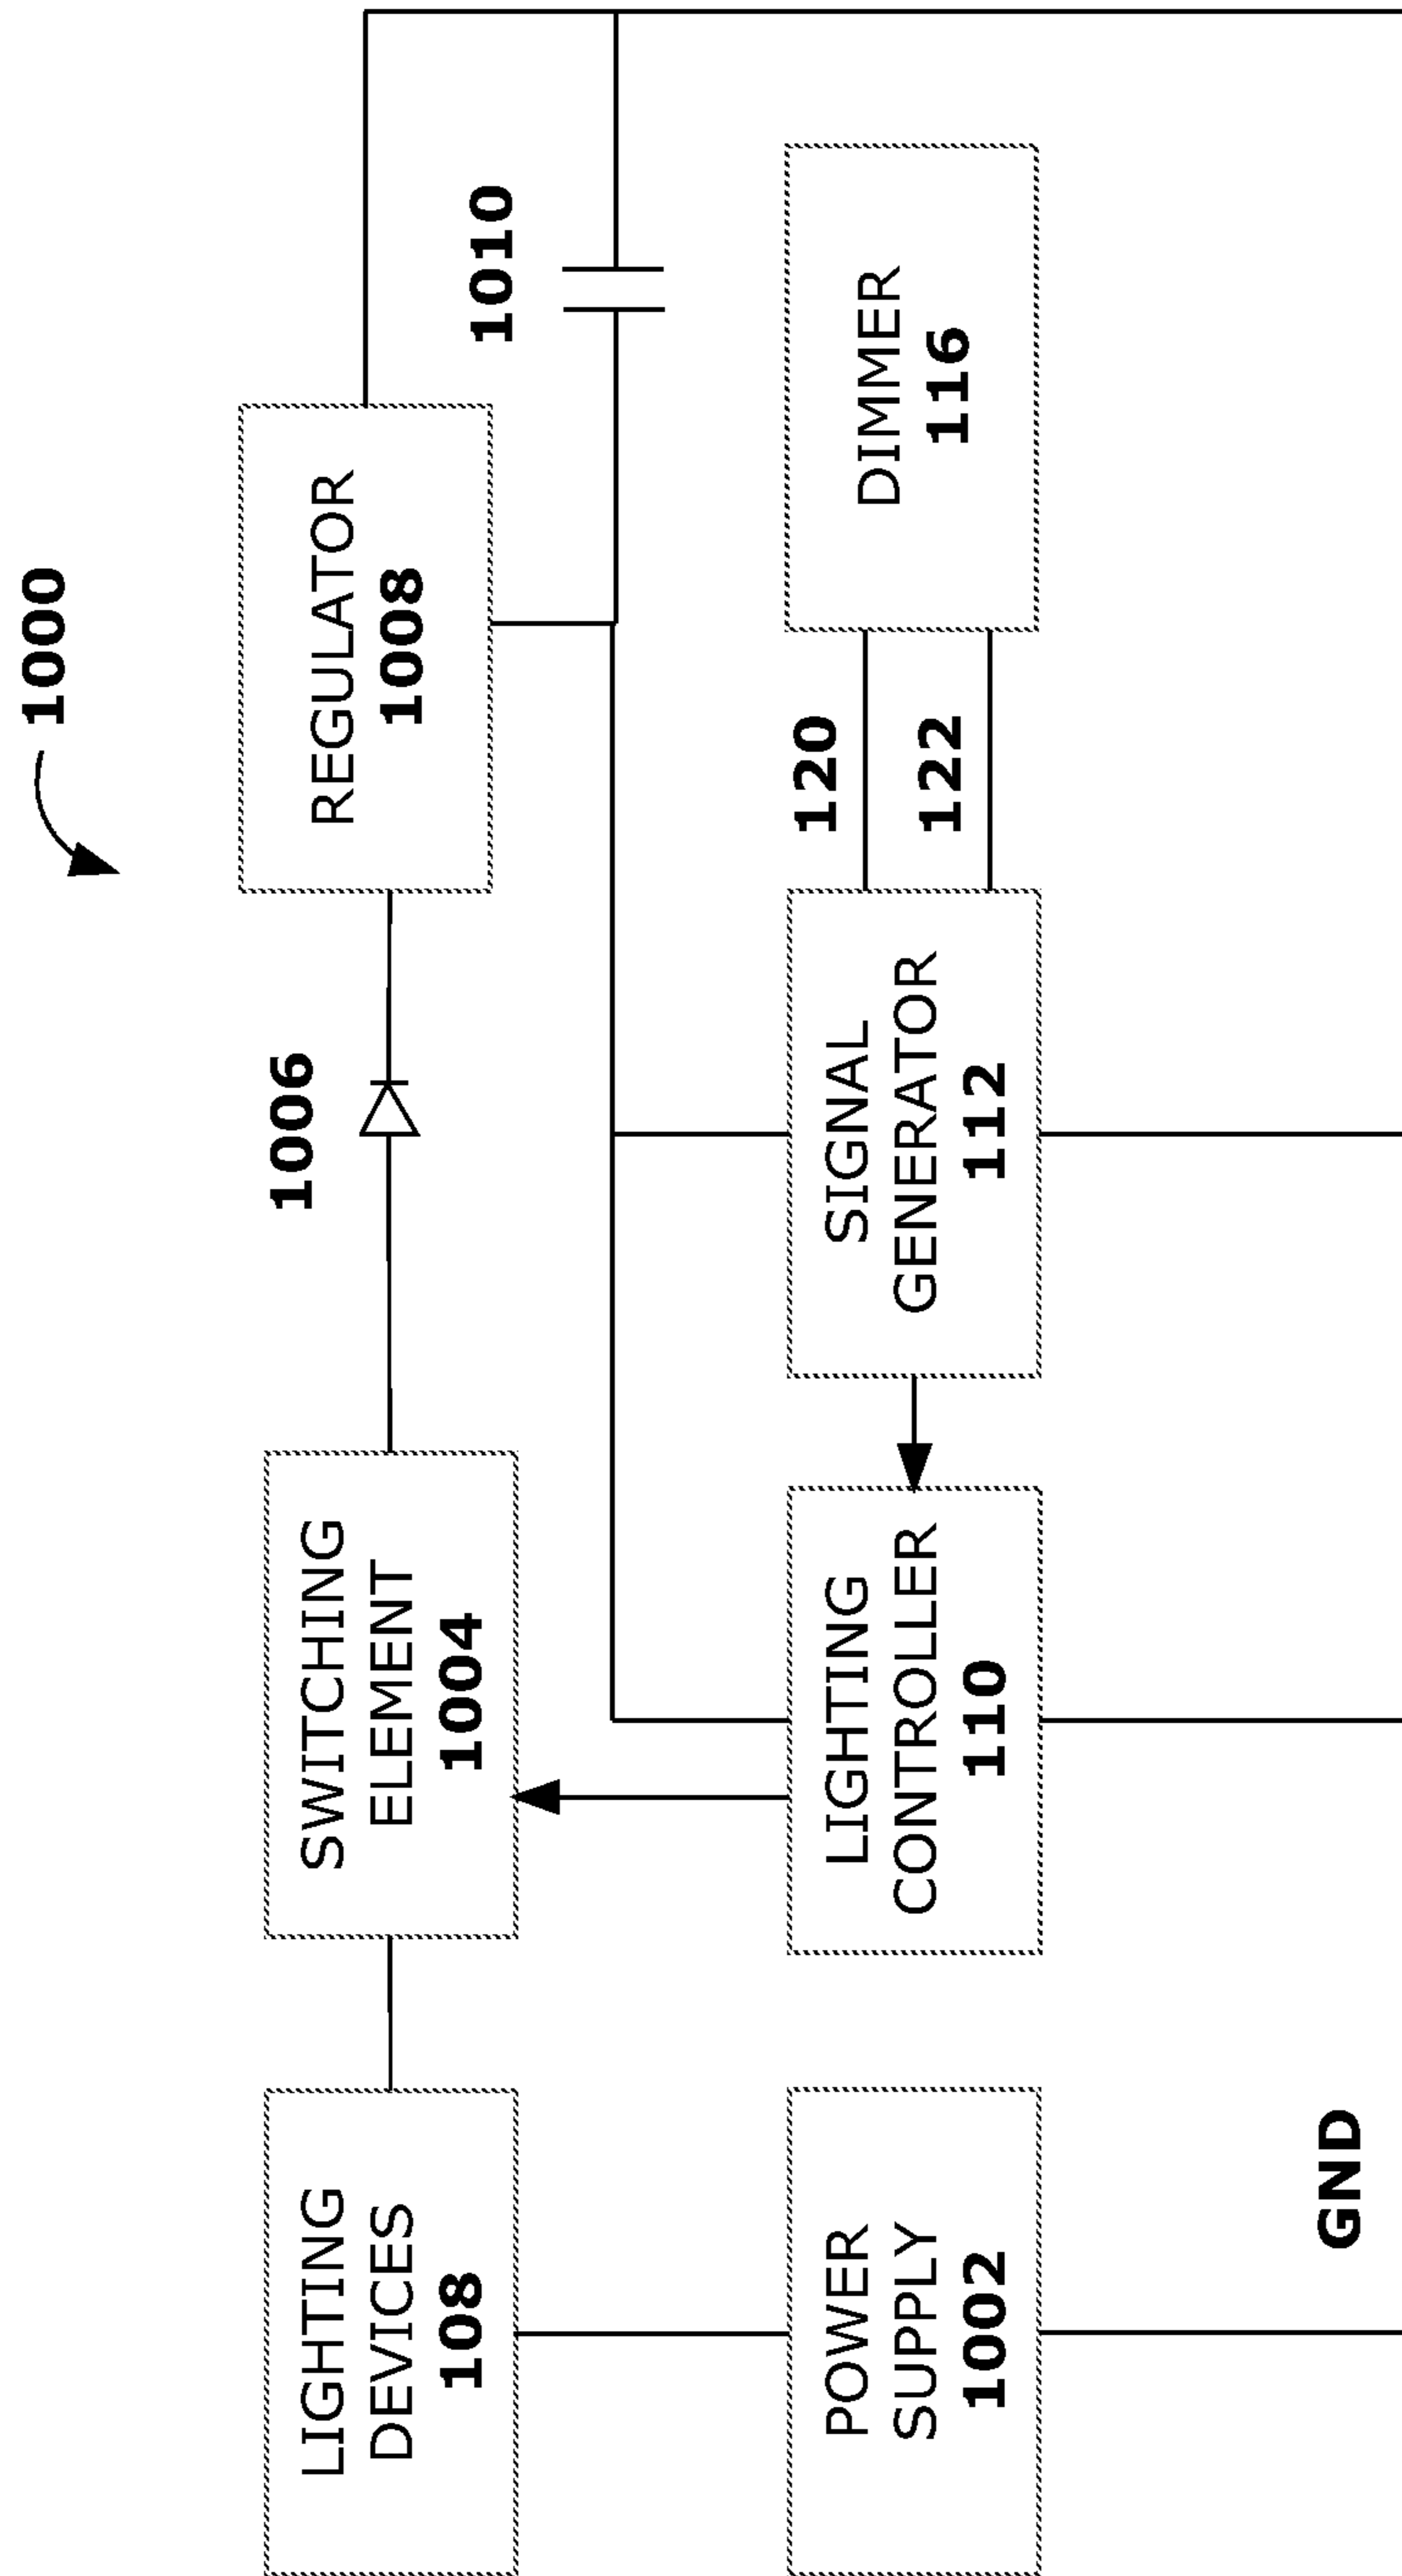 1000
LIGHTING
DEVICES
108
SWITCHING
ELEMENT
1004
1006
REGULATOR
1008
1010
POWER
SUPPLY
1002
LIGHTING
CONTROLLER
110
SIGNAL
GENERATOR
112
120
122
DIMMER
116
GND